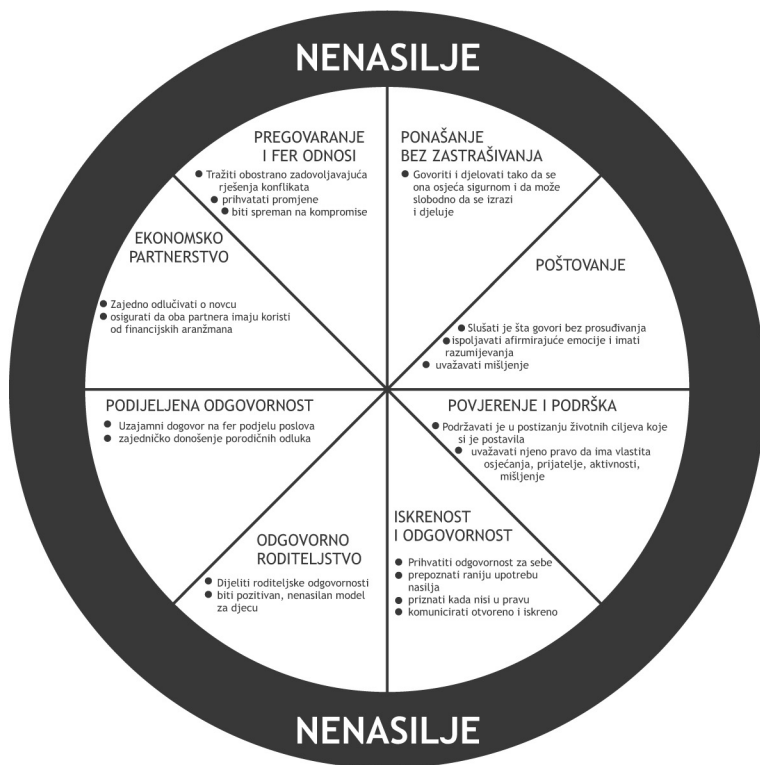 NENASILJE
PREGOVARANJE
I FER ODNOSI
● Tražiti obostrano zadovoljavajuća
rješenja konflikata
● prihvatati promjene
● biti spreman na kompromise
PONAŠANJE
BEZ ZASTRAŠIVANJA
● Govoriti i djelovati tako da se
ona osjeća sigurnom i da može
slobodno da se izrazi
i djeluje
POŠTOVANJE
● Slušati je šta govori bez prosuđivanja
● ispoljavati afirmirajuće emocije i imati
razumijevanja
● uvažavati mišljenje
POVJERENJE I PODRŠKA
● Podržavati je u postizanju životnih ciljeva koje
si je postavila
● uvažavati njeno pravo da ima vlastita
osjećanja, prijatelje, aktivnosti,
mišljenje
ISKRENOST
I ODGOVORNOST
● Prihvatiti odgovornost za sebe
● prepoznati raniju upotrebu
nasilja
● priznati kada nisi u pravu
● komunicirati otvoreno i iskreno
ODGOVORNO
RODITELJSTVO
● Dijeliti roditeljske odgovornosti
● biti pozitivan, nenasilan model
za djecu
PODIJELJENA ODGOVORNOST
● Uzajamni dogovor na fer podjelu poslova
● zajedničko donošenje porodičnih odluka
EKONOMSKO
PARTNERSTVO
● Zajedno odlučivati o novcu
● osigurati da oba partnera imaju koristi
od financijskih aranžmana
NENASILJE